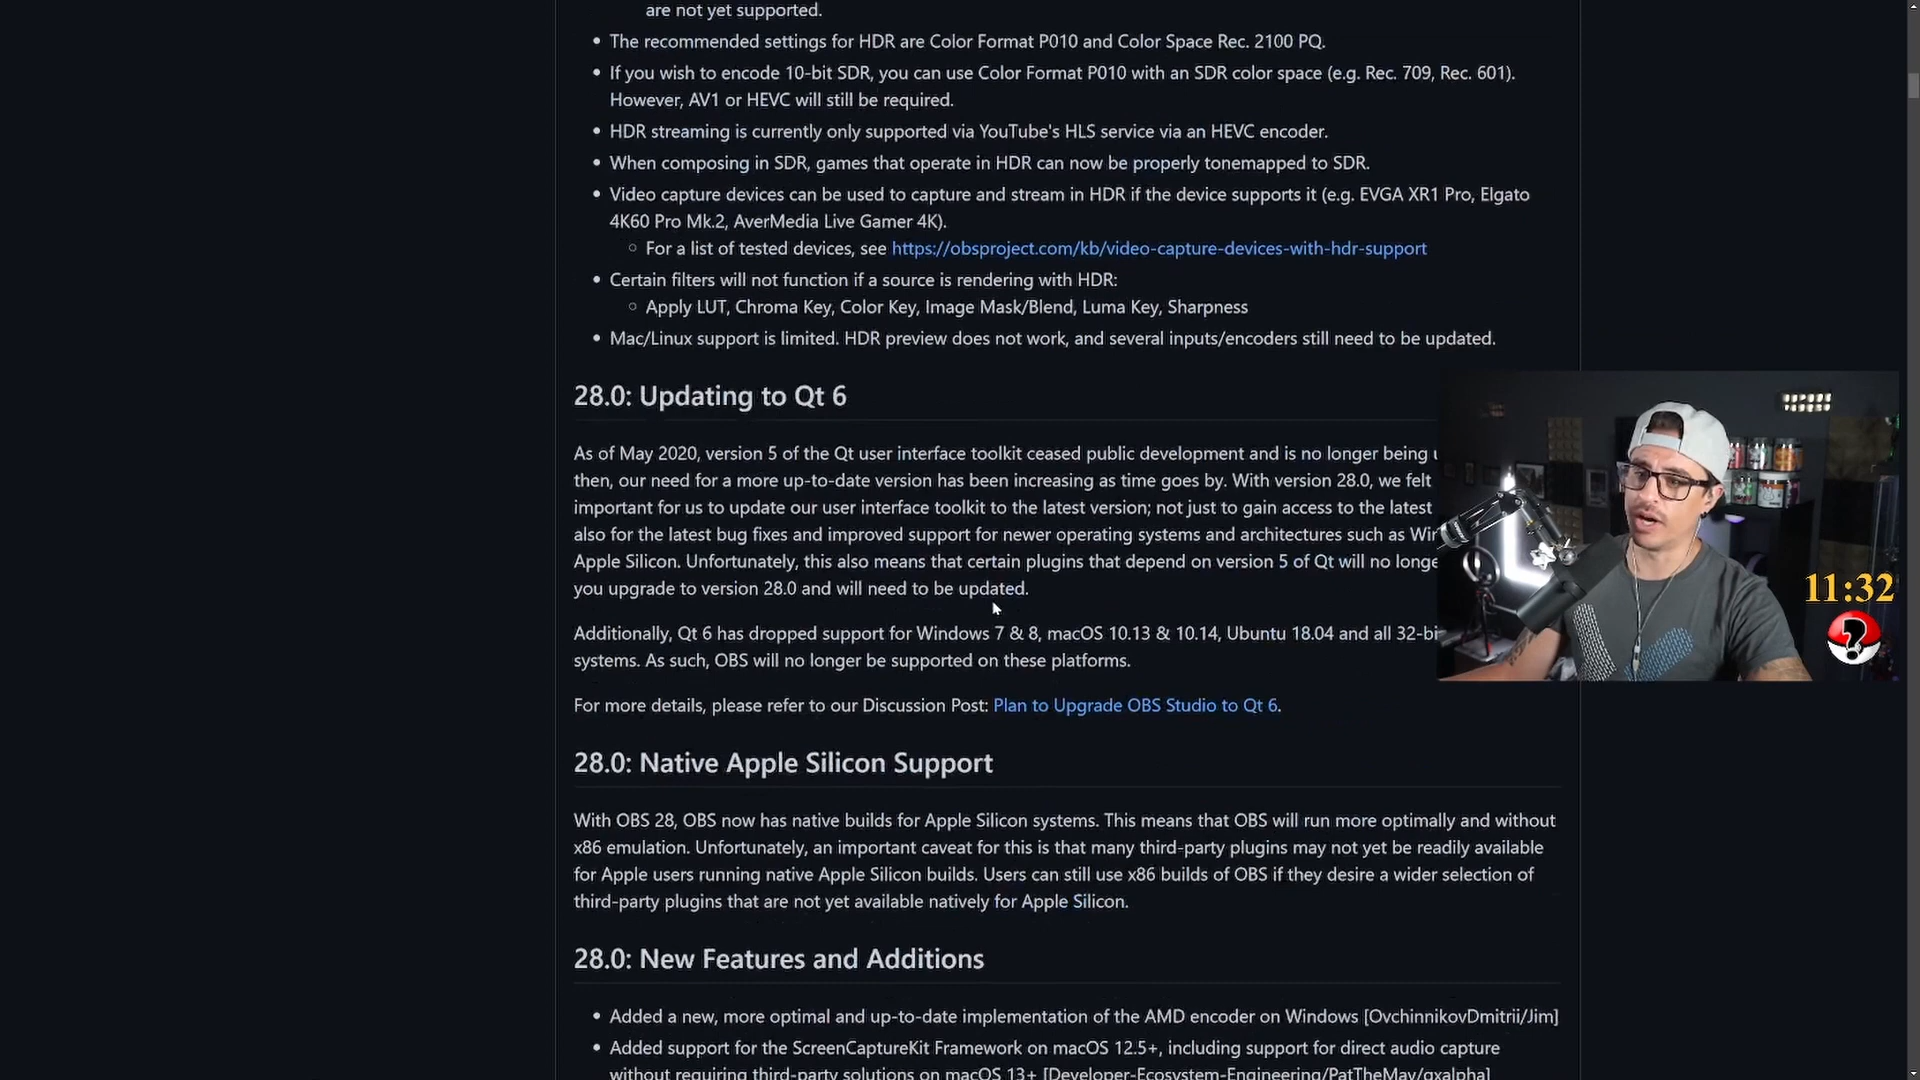 are not yet supported.
• The recommended settings for HDR are Color Format P010 and Color Space Rec. 2100 PQ.
• If you wish to encode 10-bit SDR, you can use Color Format P010 with an SDR color space (e.g. Rec. 709, Rec. 601).
However, AV1 or HEVC will still be required.
• HDR streaming is currently only supported via YouTube's HLS service via an HEVC encoder.
• When composing in SDR, games that operate in HDR can now be properly tonemapped to SDR.
• Video capture devices can be used to capture and stream in HDR if the device supports it (e.g. EVGA XR1 Pro, Elgato
4K60 Pro Mk.2, AverMedia Live Gamer 4K).
◦ For a list of tested devices, see https://obsproject.com/kb/video-capture-devices-with-hdr-support
• Certain filters will not function if a source is rendering with HDR:
◦ Apply LUT, Chroma Key, Color Key, Image Mask/Blend, Luma Key, Sharpness
• Mac/Linux support is limited. HDR preview does not work, and several inputs/encoders still need to be updated.
28.0: Updating to Qt 6
As of May 2020, version 5 of the Qt user interface toolkit ceased public development and is no longer being
then, our need for a more up-to-date version has been increasing as time goes by. With version 28.0, we felt
important for us to update our user interface toolkit to the latest version; not just to gain access to the latest
also for the latest bug fixes and improved support for newer operating systems and architectures such as
Apple Silicon. Unfortunately, this also means that certain plugins that depend on version 5 of Qt will no
you upgrade to version 28.0 and will need to be updated.
Additionally, Qt 6 has dropped support for Windows 7 & 8, macOS 10.13 & 10.14, Ubuntu 18.04 and all
systems. As such, OBS will no longer be supported on these platforms.
For more details, please refer to our Discussion Post: Plan to Upgrade OBS Studio to Qt 6.
11:32
28.0: Native Apple Silicon Support
With OBS 28, OBS now has native builds for Apple Silicon systems. This means that OBS will run more optimally and without
x86 emulation. Unfortunately, an important caveat for this is that many third-party plugins may not yet be readily available
for Apple users running native Apple Silicon builds. Users can still use x86 builds of OBS if they desire a wider selection of
third-party plugins that are not yet available natively for Apple Silicon.
28.0: New Features and Additions
• Added a new, more optimal and up-to-date implementation of the AMD encoder on Windows [OvchinnikovDmitrii/Jim]
• Added support for the ScreenCaptureKit Framework on macOS 12.5+, including support for direct audio capture
without requiring third-party solutions on macOS 13+ [Developer-Ecosystem-Engineering/PatTheMav/gxalpha]